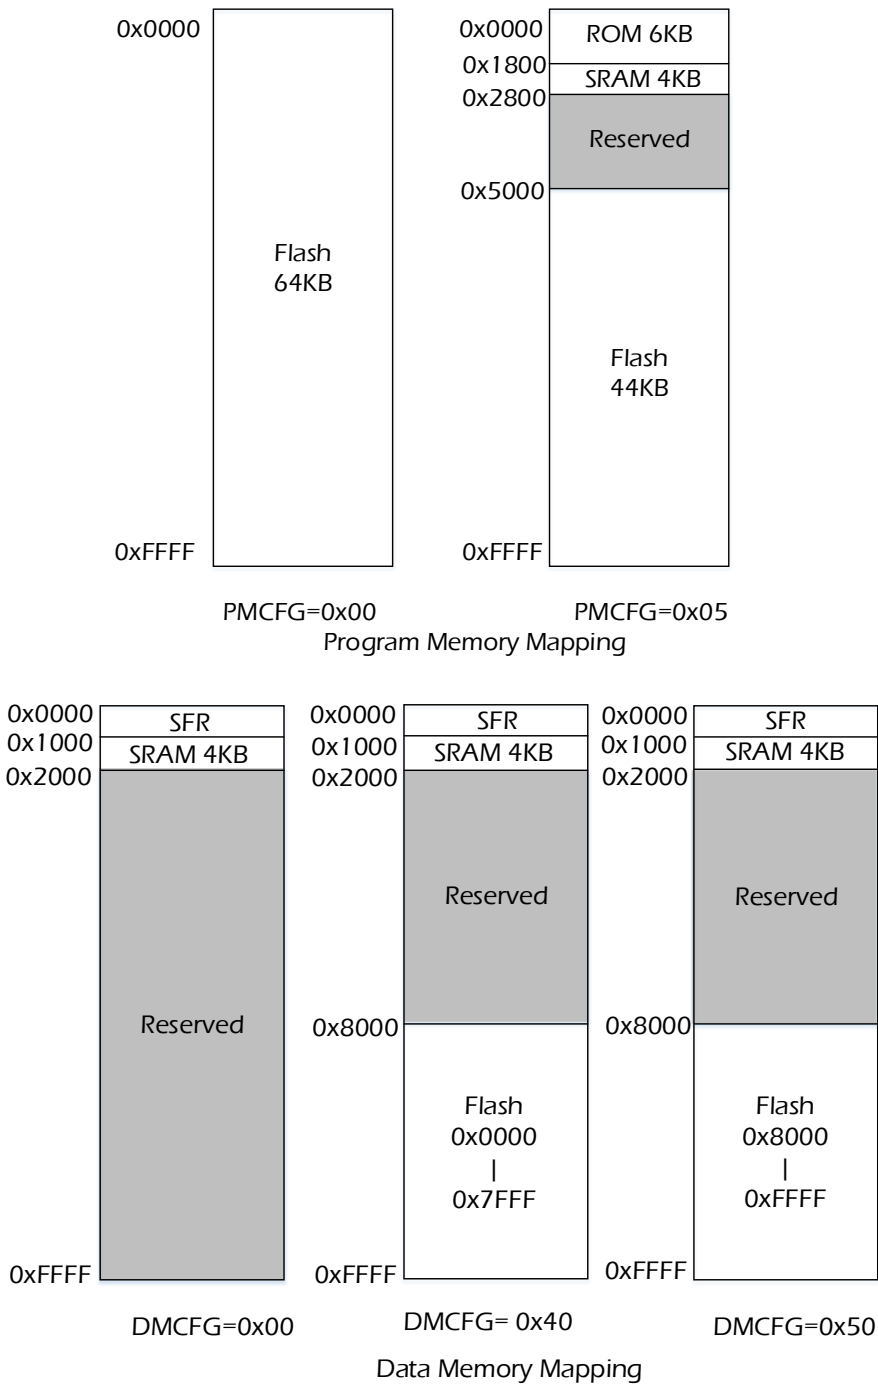 0x0000
Flash
64KB
0xFFFF
PMCFG=0x00
0x0000
ROM 6KB
0x1800
SRAM 4KB
0x2800
Reserved
0x5000
Flash
44KB
0xFFFF
PMCFG=0x05
Program Memory Mapping
0x0000
SFR
0x1000
SRAM 4KB
0x2000
Reserved
0xFFFF
DMCFG=0x00
0x0000
SFR
0x1000
SRAM 4KB
0x2000
Reserved
0x8000
Flash
0x0000
|
0x7FFF
0xFFFF
DMCFG= 0x40
0x0000
SFR
0x1000
SRAM 4KB
0x2000
Reserved
0x8000
Flash
0x8000
|
0xFFFF
0xFFFF
DMCFG=0x50
Data Memory Mapping